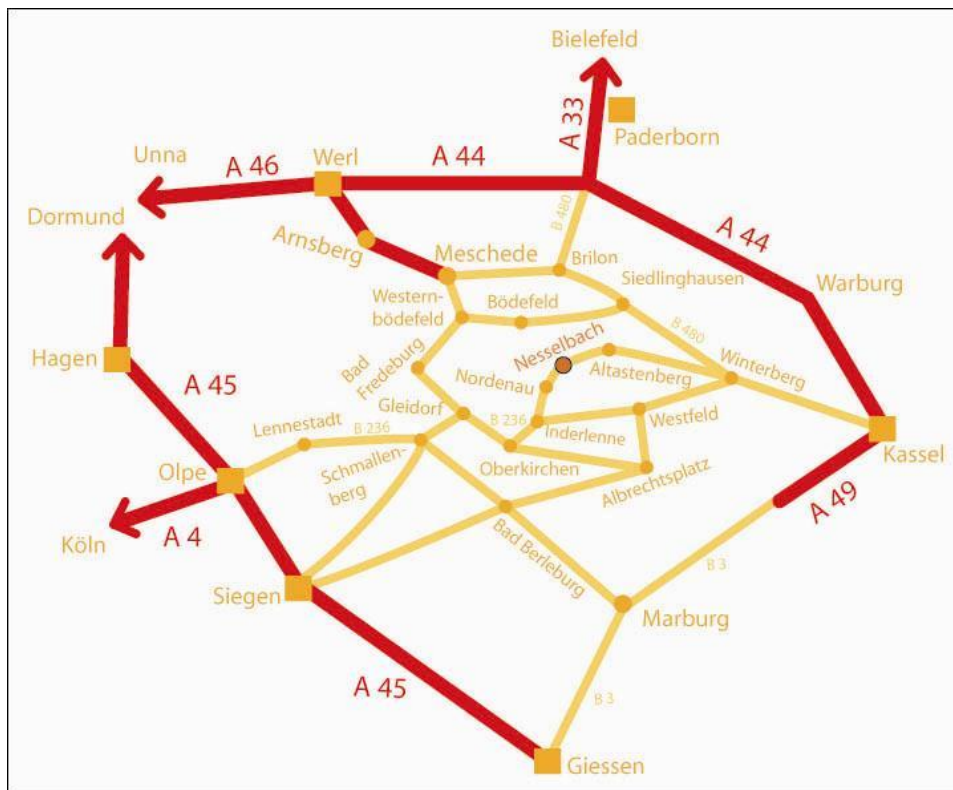 Bielefeld
A 33
Paderborn
Unna
A 46
Werl
A 44
Dormund
Arnsberg
B 480
A 44
Meschede
Brilon
Siedlinghausen
Warburg
Western-
bödefeld
Bödefeld
B 480
Hagen
Bad
Fredeburg
Nesselbach
Altastenberg
Winterberg
Nordenau
A 45
Gleidorf
B 236
Inderlenne
Westfeld
Lennestadt
B 236
Kassel
Olpe
Schmallen-
berg
Oberkirchen
Albrechtsplatz
A 49
Köln
A 4
Bad Berleburg
B 3
Siegen
Marburg
A 45
B 3
Giessen